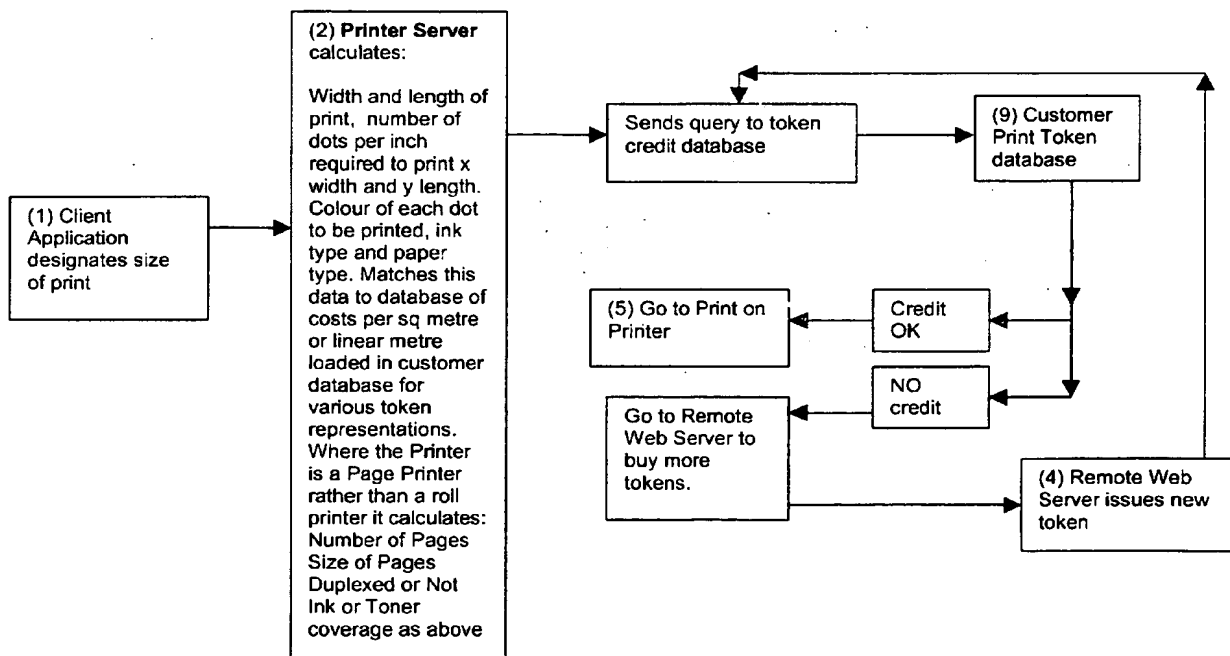 (1) Client
Application
designates size
of print
(2) Printer Server
calculates:
Width and length of
print, number of
dots per inch
required to print x
width and y length.
Colour of each dot
to be printed, ink
type and paper
type. Matches this
data to database of
costs per sq metre
or linear metre
loaded in customer
database for
various token
representations.
Where the Printer
is a Page Printer
rather than a roll
printer it calculates:
Number of Pages
Size of Pages
Duplexed or Not
Ink or Toner
coverage as above
Sends query to token
credit database
(9) Customer
Print Token
database
(5) Go to Print on
Printer
Credit
OK
NO
credit
Go to Remote
Web Server to
buy more
tokens.
(4) Remote Web
Server issues new
token